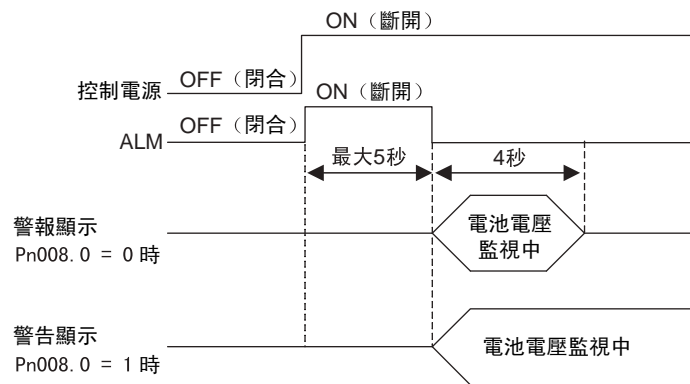 ON（斷開）
控制電源
OFF（閉合）
ON（斷開）
ALM
OFF（閉合）
最大5秒
4秒
警報顯示
Pn008.0 = 0 時
電池電壓
監視中
警告顯示
Pn008.0 = 1 時
電池電壓監視中